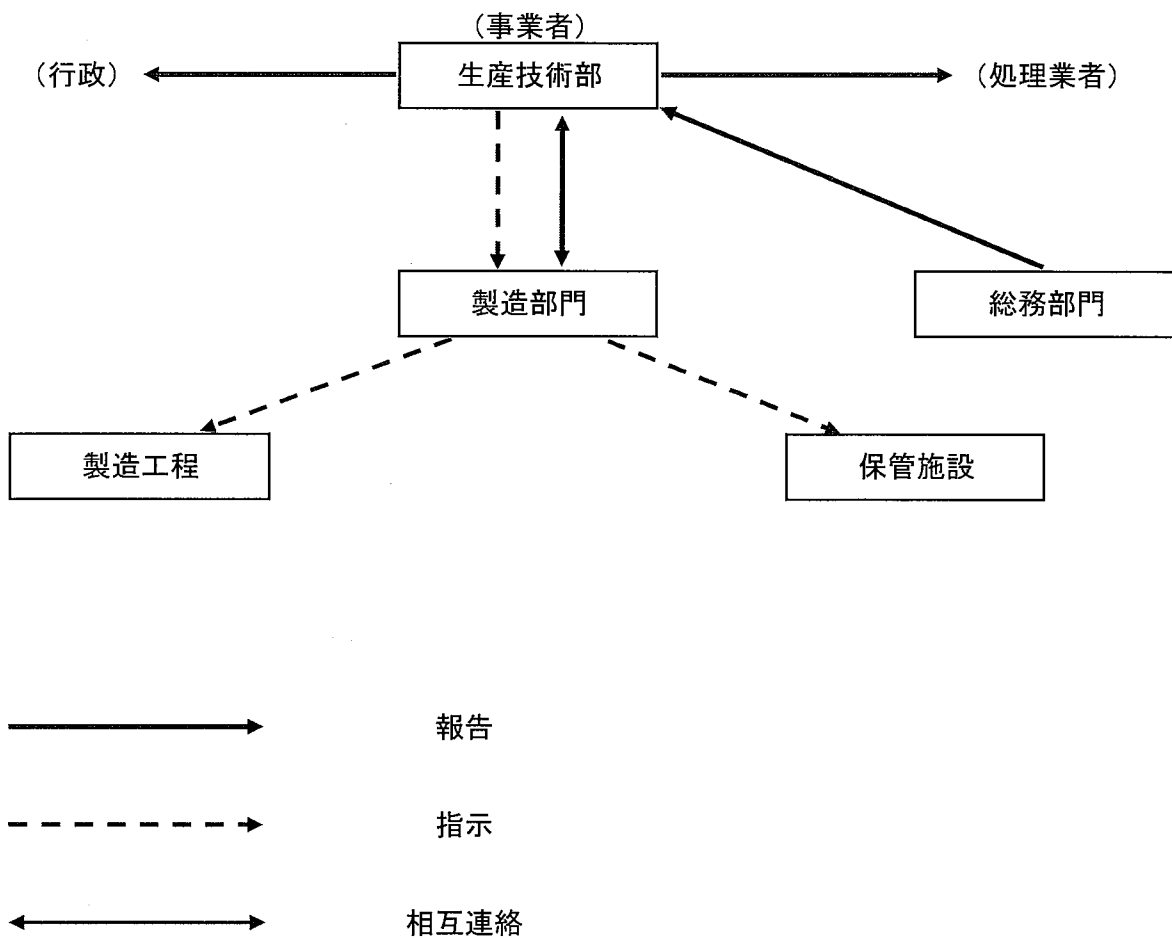 （事業者）
（行政）
生産技術部
（処理業者）
製造部門
総務部門
製造工程
保管施設
報告
指示
相互連絡